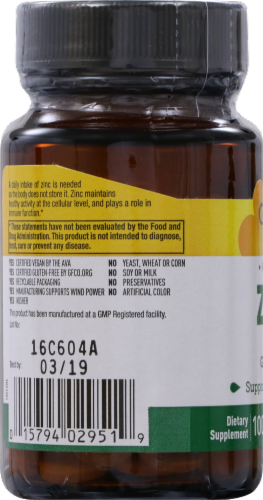 A daily intake of zinc is needed
as the body does not store it. Zinc maintains
healthy activity at the cellular level, and plays a role in
immune function.*
*These statements have not been evaluated by the Food and
Drug Administration. This product is not intended to diagnose,
treat, cure or prevent any disease.
YES CERTIFIED VEGAN BY THE AVA NO YEAST, WHEAT OR CORN
YES CERTIFIED GLUTEN-FREE BY GFCO.ORG NO SOY OR MILK
YES RECYCLABLE PACKAGING NO PRESERVATIVES
YES MANUFACTURING SUPPORTS WIND POWER NO ARTIFICIAL COLOR
YES KOSHER
This product has been manufactured at a GMP Registered facility.
Lot No:
16C604A
Best by: 03/19
0 15794 02951 9
Z
G
Suppo
Dietary
Supplement
100